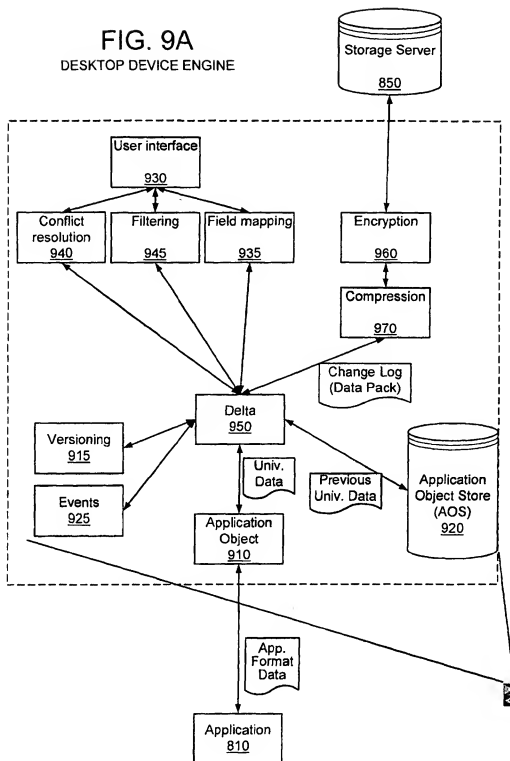 FIG. 9A
DESKTOP DEVICE ENGINE
Storage Server
850
User interface
930
Conflict
resolution
940
Filtering
945
Field mapping
935
Encryption
960
Compression
970
Change Log
(Data Pack)
Delta
950
Versioning
915
Events
925
Univ.
Data
Previous
Univ. Data
Application
Object Store
(AOS)
920
Application
Object
910
App.
Format
Data
Application
810